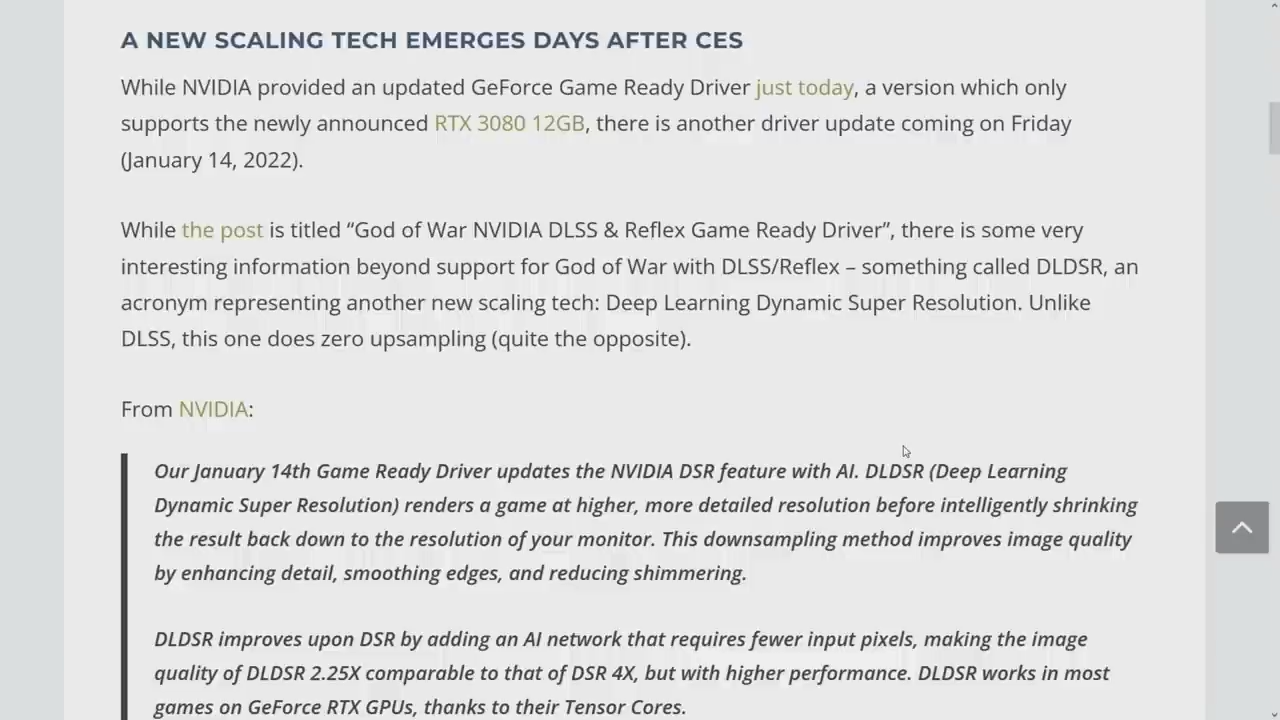 A NEW SCALING TECH EMERGES DAYS AFTER CES
While NVIDIA provided an updated GeForce Game Ready Driver just today, a version which only
supports the newly announced RTX 3080 12GB, there is another driver update coming on Friday
(January 14, 2022).
While the post is titled “God of War NVIDIA DLSS & Reflex Game Ready Driver”, there is some very
interesting information beyond support for God of War with DLSS/Reflex – something called DLDSR, an
acronym representing another new scaling tech: Deep Learning Dynamic Super Resolution. Unlike
DLSS, this one does zero upsampling (quite the opposite).
From NVIDIA:
Our January 14th Game Ready Driver updates the NVIDIA DSR feature with AI. DLDSR (Deep Learning
Dynamic Super Resolution) renders a game at higher, more detailed resolution before intelligently shrinking
the result back down to the resolution of your monitor. This downsampling method improves image quality
by enhancing detail, smoothing edges, and reducing shimmering.
DLDSR improves upon DSR by adding an AI network that requires fewer input pixels, making the image
quality of DLDSR 2.25X comparable to that of DSR 4X, but with higher performance. DLDSR works in most
games on GeForce RTX GPUs, thanks to their Tensor Cores.